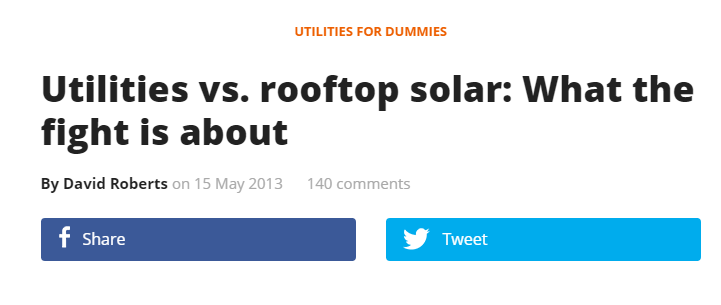 UTILITIES FOR DUMMIES
Utilities vs. rooftop solar: What the
fight is about
By David Roberts on 15 May 2013 140 comments
Share
Tweet